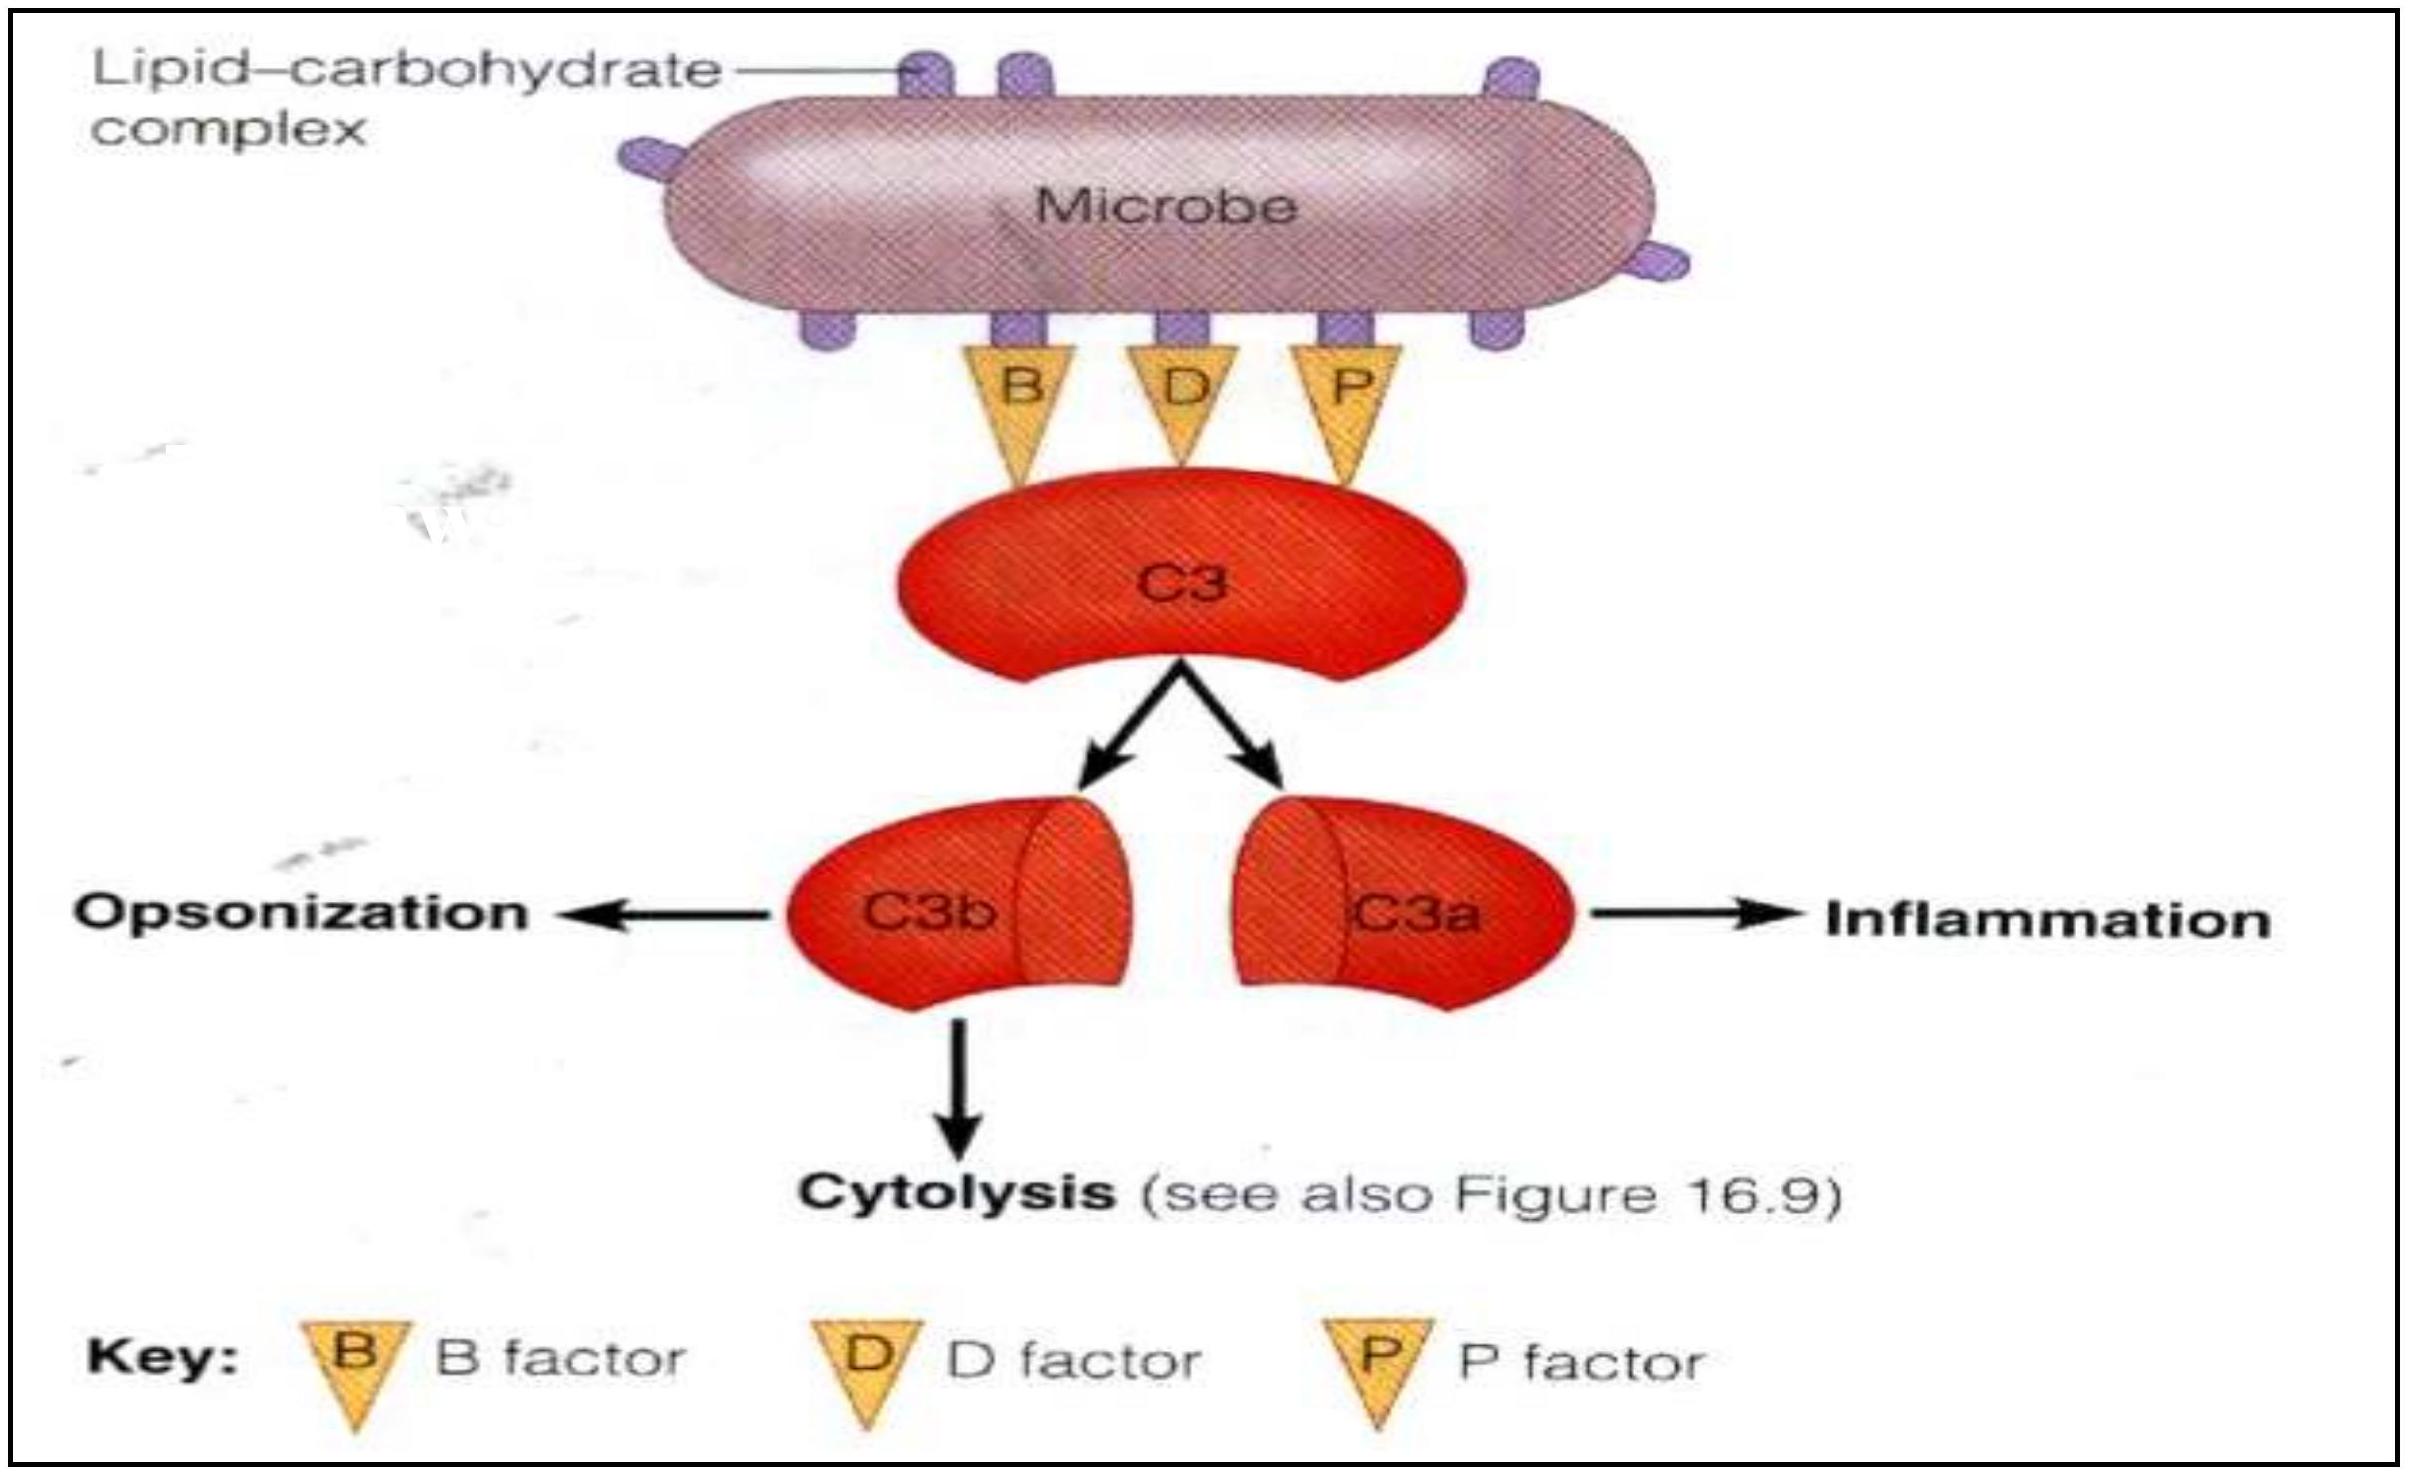 Lipid–carbohydrate
complex
Microbe
B D P
C3
C3b
C3a
Opsonization
Inflammation
Cytolysis (see also Figure 16.9)
Key: B B factor D D factor P P factor